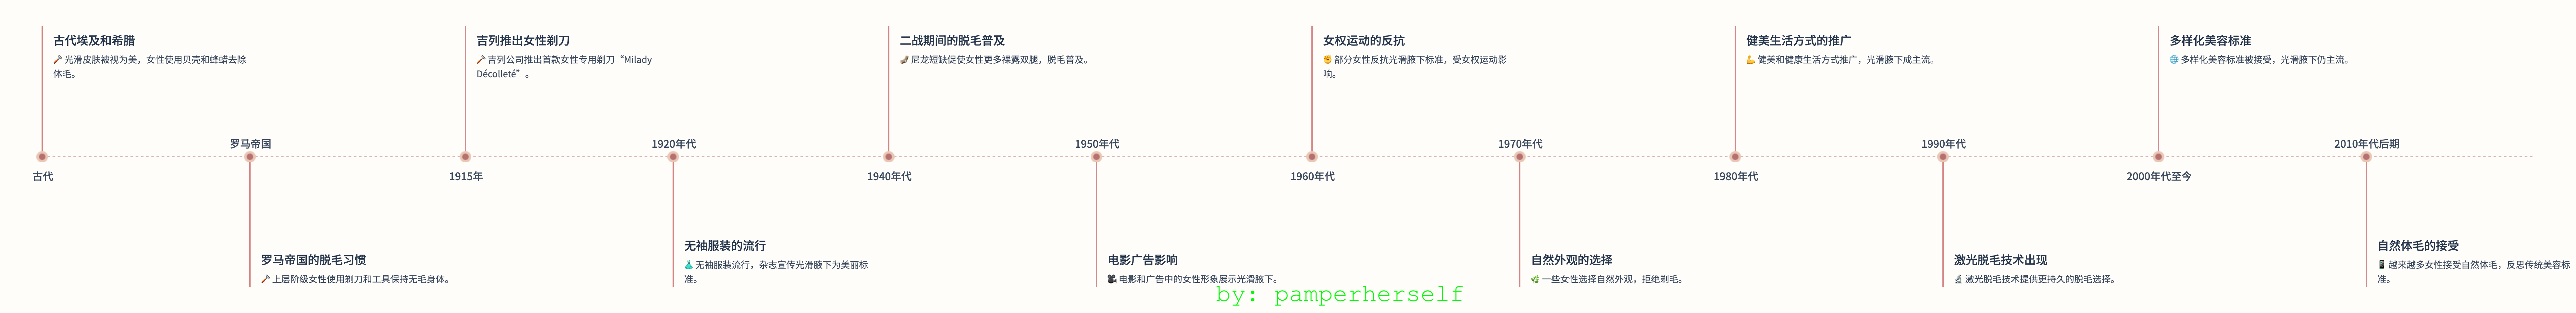 古代埃及和希腊
光滑皮肤被视为美，女性使用贝壳和蜂蜡去除
体毛。
古代
罗马帝国
罗马帝国的脱毛习惯
上层阶级女性使用剃刀和工具保持无毛身体。
吉列推出女性剃刀
吉列公司推出首款女性专用剃刀“Milady
Décolleté”。
1915年
1920年代
无袖服装的流行
无袖服装流行，杂志宣传光滑腋下为美丽标
准。
二战期间的脱毛普及
尼龙短缺促使女性更多裸露双腿，脱毛普及。
1940年代
1950年代
电影广告影响
电影和广告中的女性形象展示光滑腋下。
女权运动的反抗
部分女性反抗光滑腋下标准，受女权运动影
响。
1960年代
1970年代
自然外观的选择
一些女性选择自然外观，拒绝剃毛。
健美生活方式的推广
健美和健康生活方式推广，光滑腋下成主流。
1980年代
1990年代
激光脱毛技术出现
激光脱毛技术提供更持久的脱毛选择。
多样化美容标准
多样化美容标准被接受，光滑腋下仍主流。
2000年代至今
2010年代后期
自然体毛的接受
越来越多女性接受自然体毛，反思传统美容标
准。
by: pamperherself